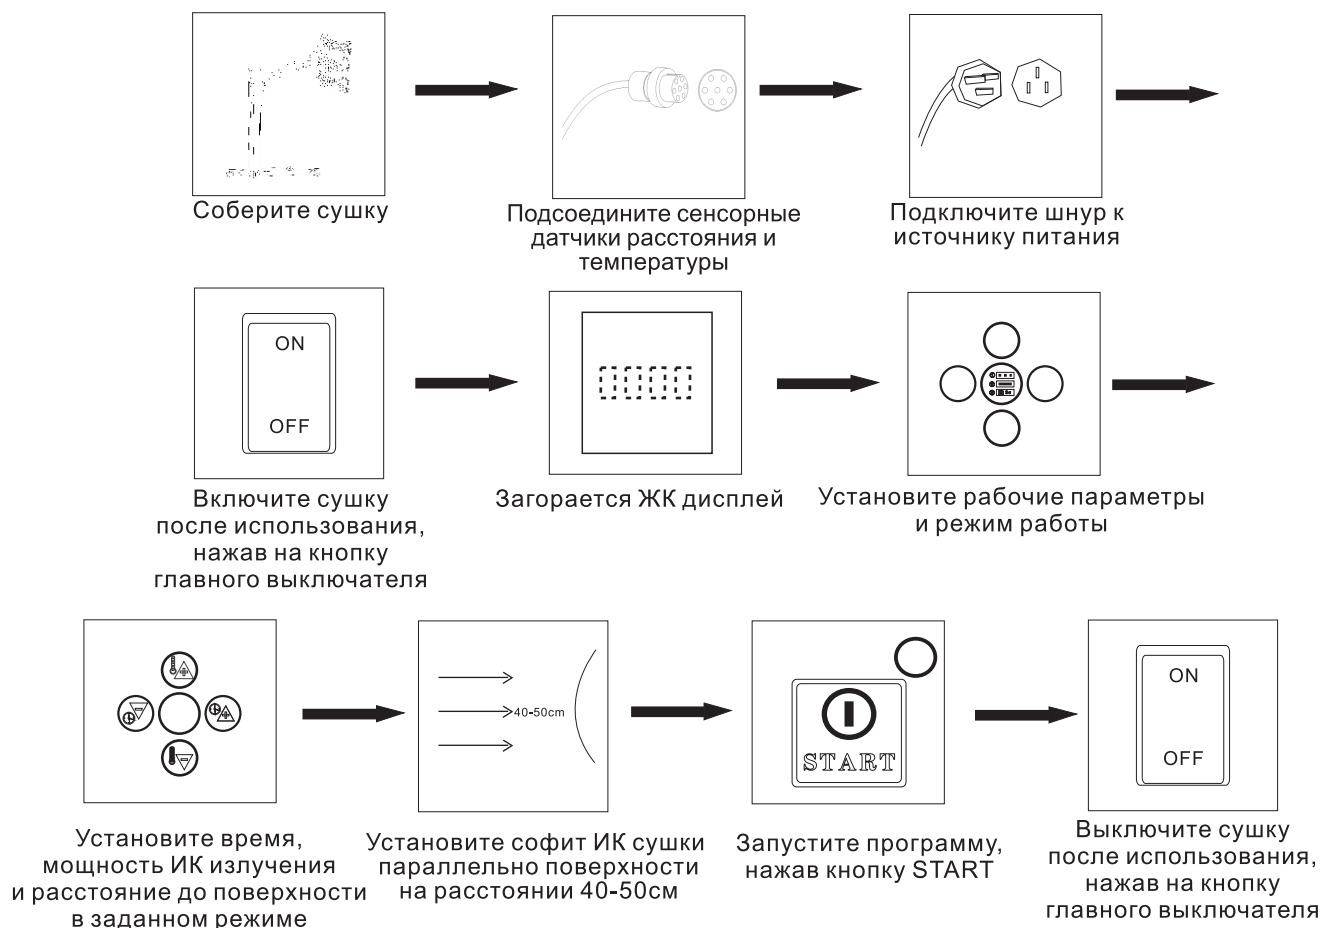 Соберите сушку
Подсоедините сенсорные
датчики расстояния и
температуры
Подключите шнур к
источнику питания
ON
OFF
Включите сушку
после использования,
нажав на кнопку
главного выключателя
Загорается ЖК дисплей
Установите рабочие параметры
и режим работы
Установите время,
мощность ИК излучения
и расстояние до поверхности
в заданном режиме
40-50cm
Установите софит ИК сушки
параллельно поверхности
на расстоянии 40-50см
START
Запустите программу,
нажав кнопку START
ON
OFF
Выключите сушку
после использования,
нажав на кнопку
главного выключателя